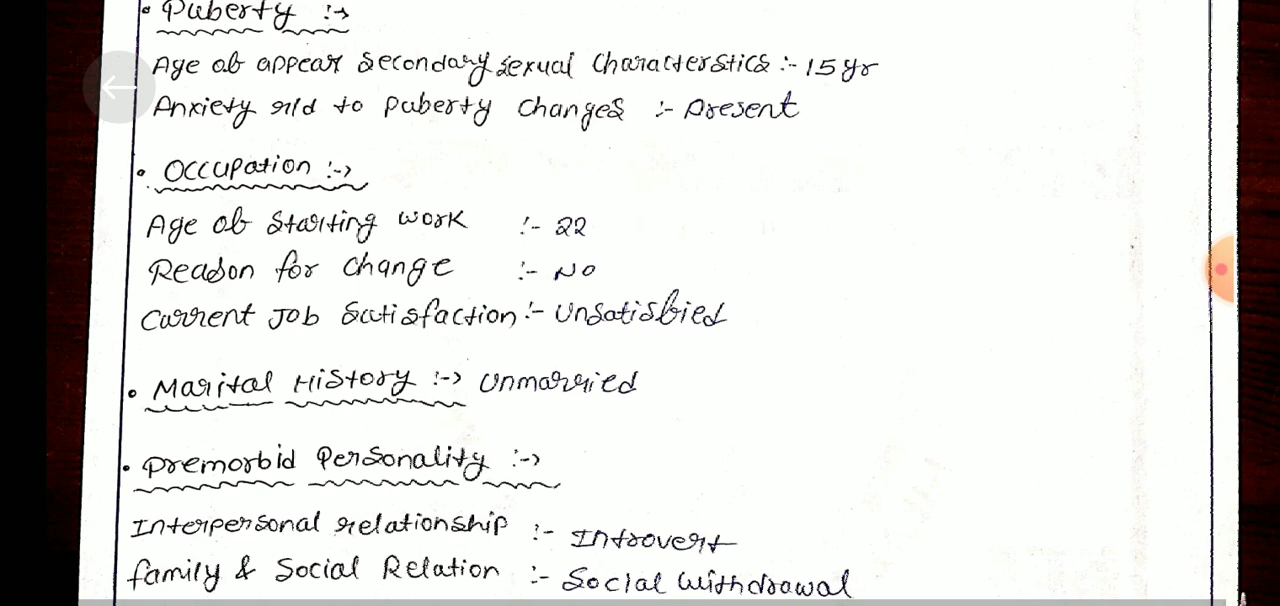 • Puberty :->
Age of appear Secondary sexual Characterstics :- 15 yr
Anxiety r/d to Puberty Changes :- Present
• Occupation :->
Age of Starting work :- 22
Reason for Change :- No
Current Job Satisfaction :- Unsatisfied
• Marital History :-> Unmarried
• Premorbid Personality :->
Interpersonal relationship :- Introvert
family & Social Relation :- Social Withdrawal